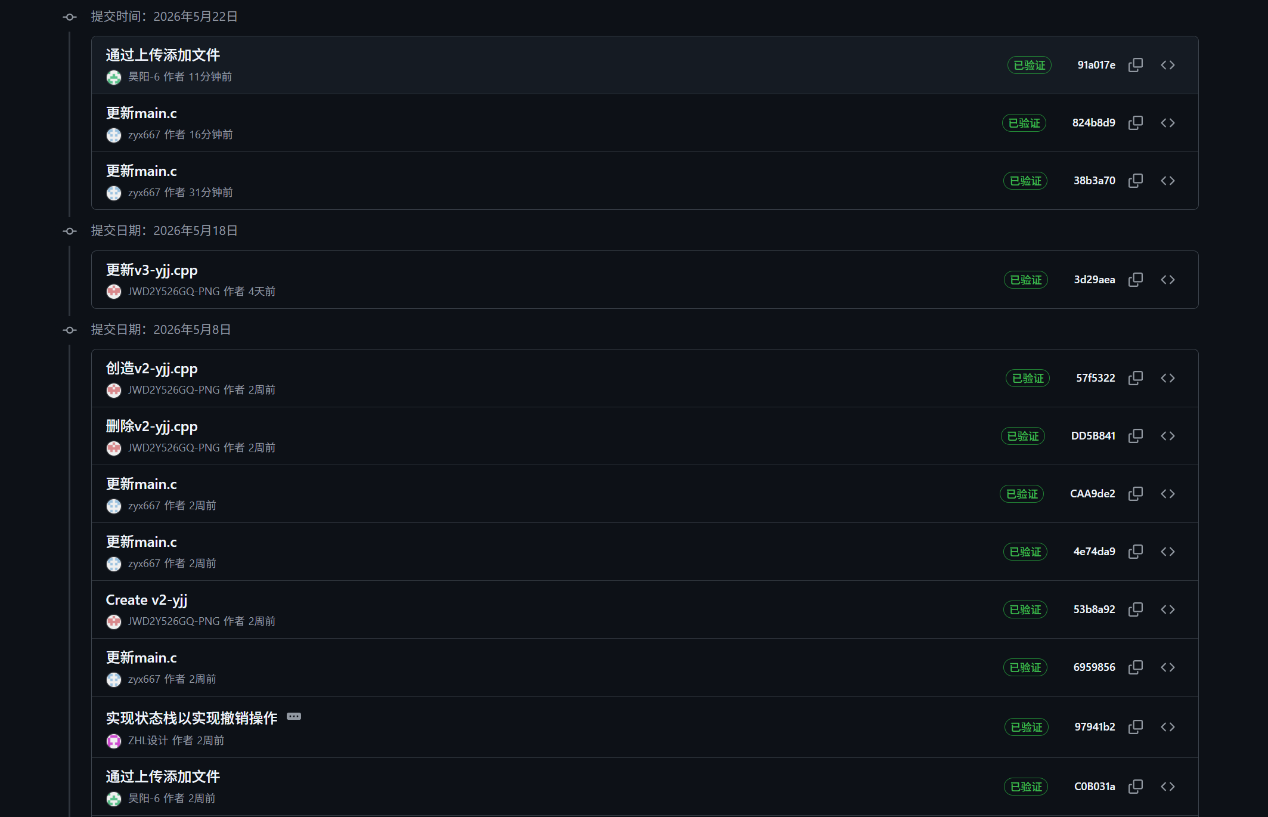 提交时间：2026年5月22日
通过上传添加文件
昊阳-6 作者 11分钟前
已验证 91a017e
更新main.c
zyx667 作者 16分钟前
已验证 824b8d9
更新main.c
zyx667 作者 31分钟前
已验证 38b3a70
提交日期：2026年5月18日
更新v3-yjj.cpp
JWD2Y526GQ-PNG 作者 4天前
已验证 3d29aea
提交日期：2026年5月8日
创造v2-yjj.cpp
JWD2Y526GQ-PNG 作者 2周前
已验证 57f5322
删除v2-yjj.cpp
JWD2Y526GQ-PNG 作者 2周前
已验证 DD5B841
更新main.c
zyx667 作者 2周前
已验证 CAA9de2
更新main.c
zyx667 作者 2周前
已验证 4e74da9
Create v2-yjj
JWD2Y526GQ-PNG 作者 2周前
已验证 53b8a92
更新main.c
zyx667 作者 2周前
已验证 6959856
实现状态栈以实现撤销操作
ZHL设计 作者 2周前
已验证 97941b2
通过上传添加文件
昊阳-6 作者 2周前
已验证 C0B031a